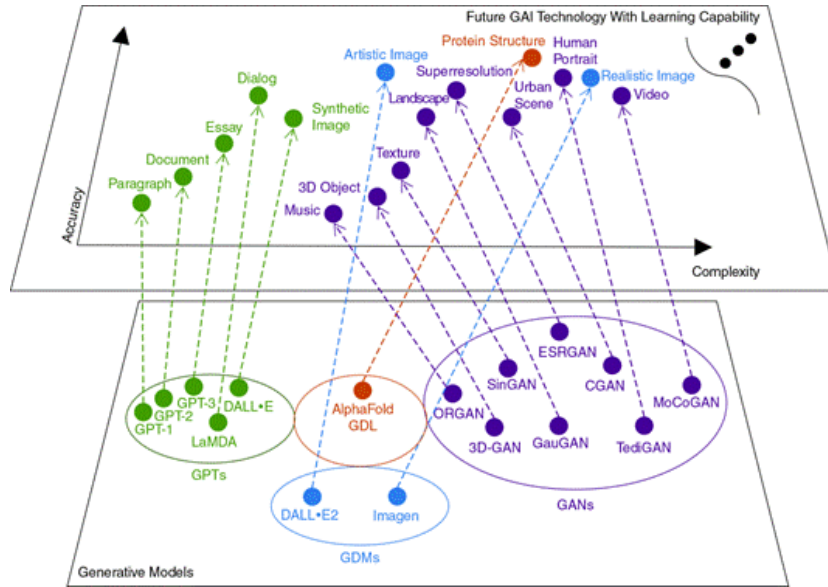 Future GAI Technology With Learning Capability
Artistic Image
Protein Structure
Human
Portrait
Realistic Image
Dialog
Superresolution
Urban
Scene
Video
Synthetic
Image
Landscape
Essay
Document
Texture
Paragraph
3D Object
Music
Accuracy
Complexity
ESRGAN
SinGAN
CGAN
MoCoGAN
GPT-3
DALL•E
GPT-2
GPT-1
LaMDA
AlphaFold
GDL
ORGAN
3D-GAN
GauGAN
TediGAN
GPTs
GANs
DALL•E2
Imagen
GDMs
Generative Models